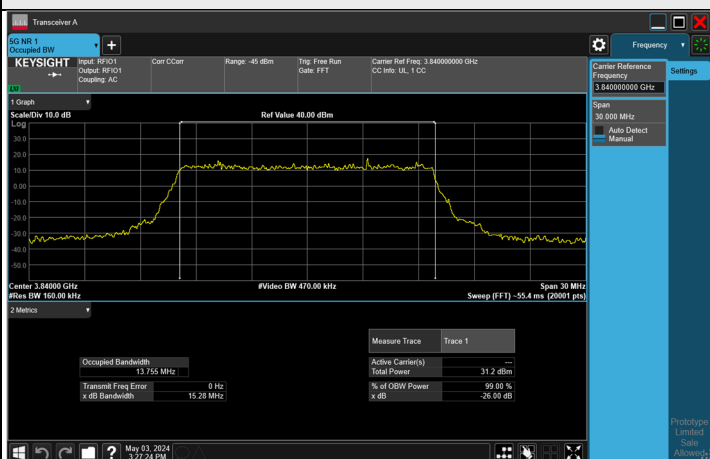 Transceiver A
5G NR 1
Occupied BW
+
Frequency
KEYSIGHT
Input: RFIO1
Output: RFIO1
Coupling: AC
Corr CCorr
Range: -45 dBm
Trig: Free Run
Gate: FFT
Carrier Ref Freq: 3.840000000 GHz
CC Info: UL, 1 CC
LXI
Carrier Reference
Frequency
3.840000000 GHz
Settings
Span
30.000 MHz
Auto Detect
Manual
1 Graph
Scale/Div 10.0 dB
Ref Value 40.00 dBm
Log
30.0
20.0
10.0
0.00
-10.0
-20.0
-30.0
-40.0
-50.0
Center 3.84000 GHz
#Video BW 470.00 kHz
Span 30 MHz
#Res BW 160.00 kHz
Sweep (FFT) ~55.4 ms (20001 pts)
2 Metrics
Measure Trace Trace 1
Occupied Bandwidth
13.755 MHz
Active Carrier(s) ---
Total Power 31.2 dBm
Transmit Freq Error 0 Hz
x dB Bandwidth 15.28 MHz
% of OBW Power 99.00 %
x dB -26.00 dB
Prototype
Limited
Sale
Allowed
?
May 03, 2024
3:27:24 PM